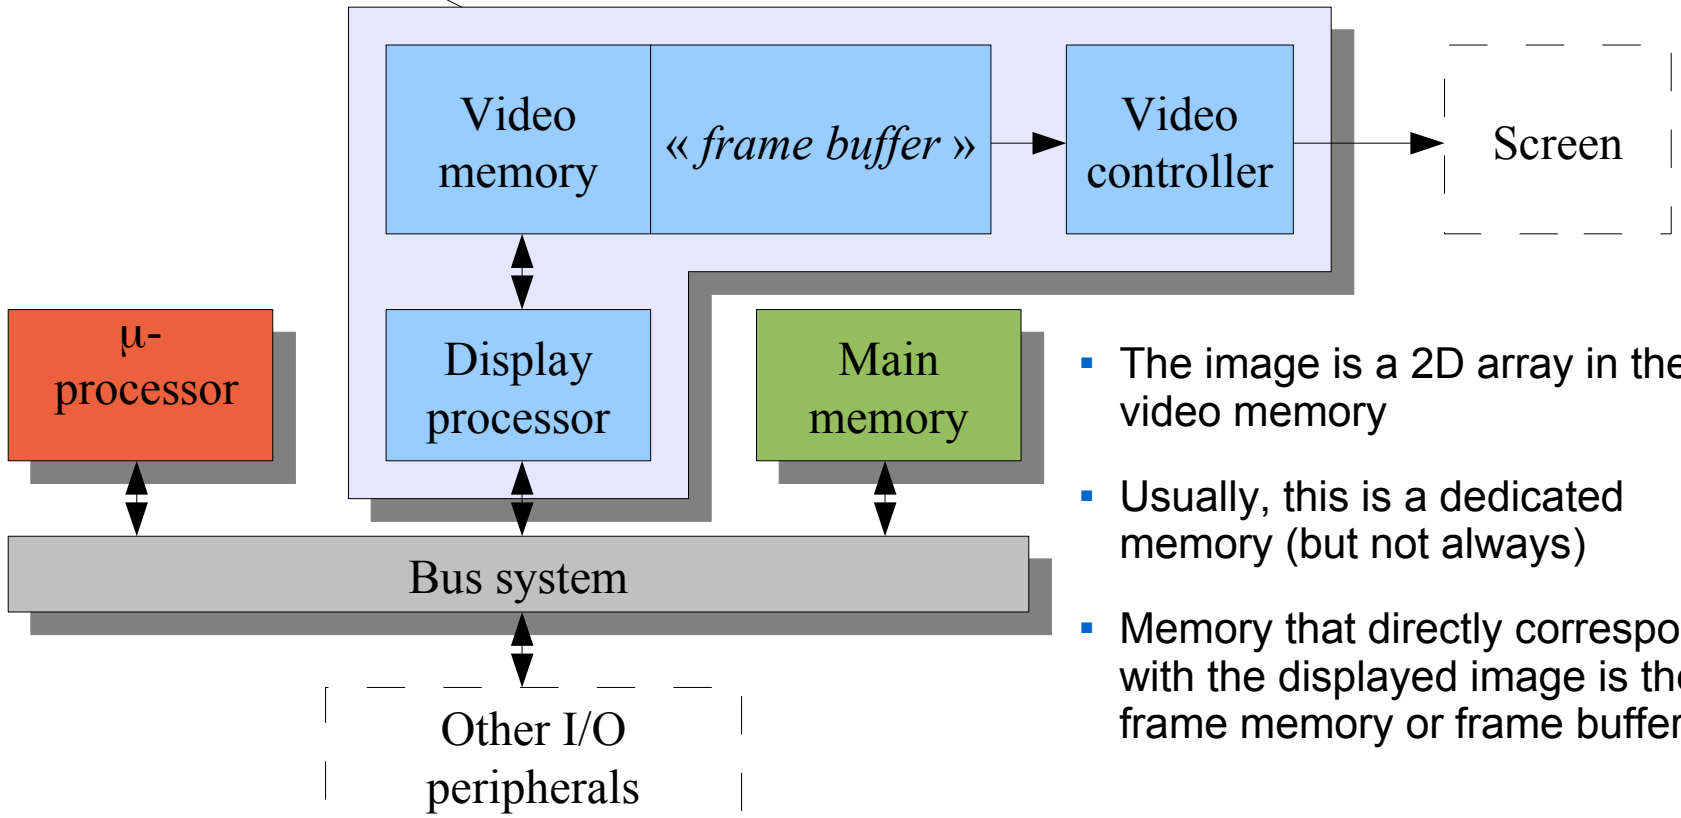 Video
memory
« frame buffer »
Video
controller
Screen
μ-
processor
Display
processor
Main
memory
Bus system
Other I/O
peripherals
▪ The image is a 2D array in the
video memory
▪ Usually, this is a dedicated
memory (but not always)
▪ Memory that directly correspo
with the displayed image is the
frame memory or frame buffer